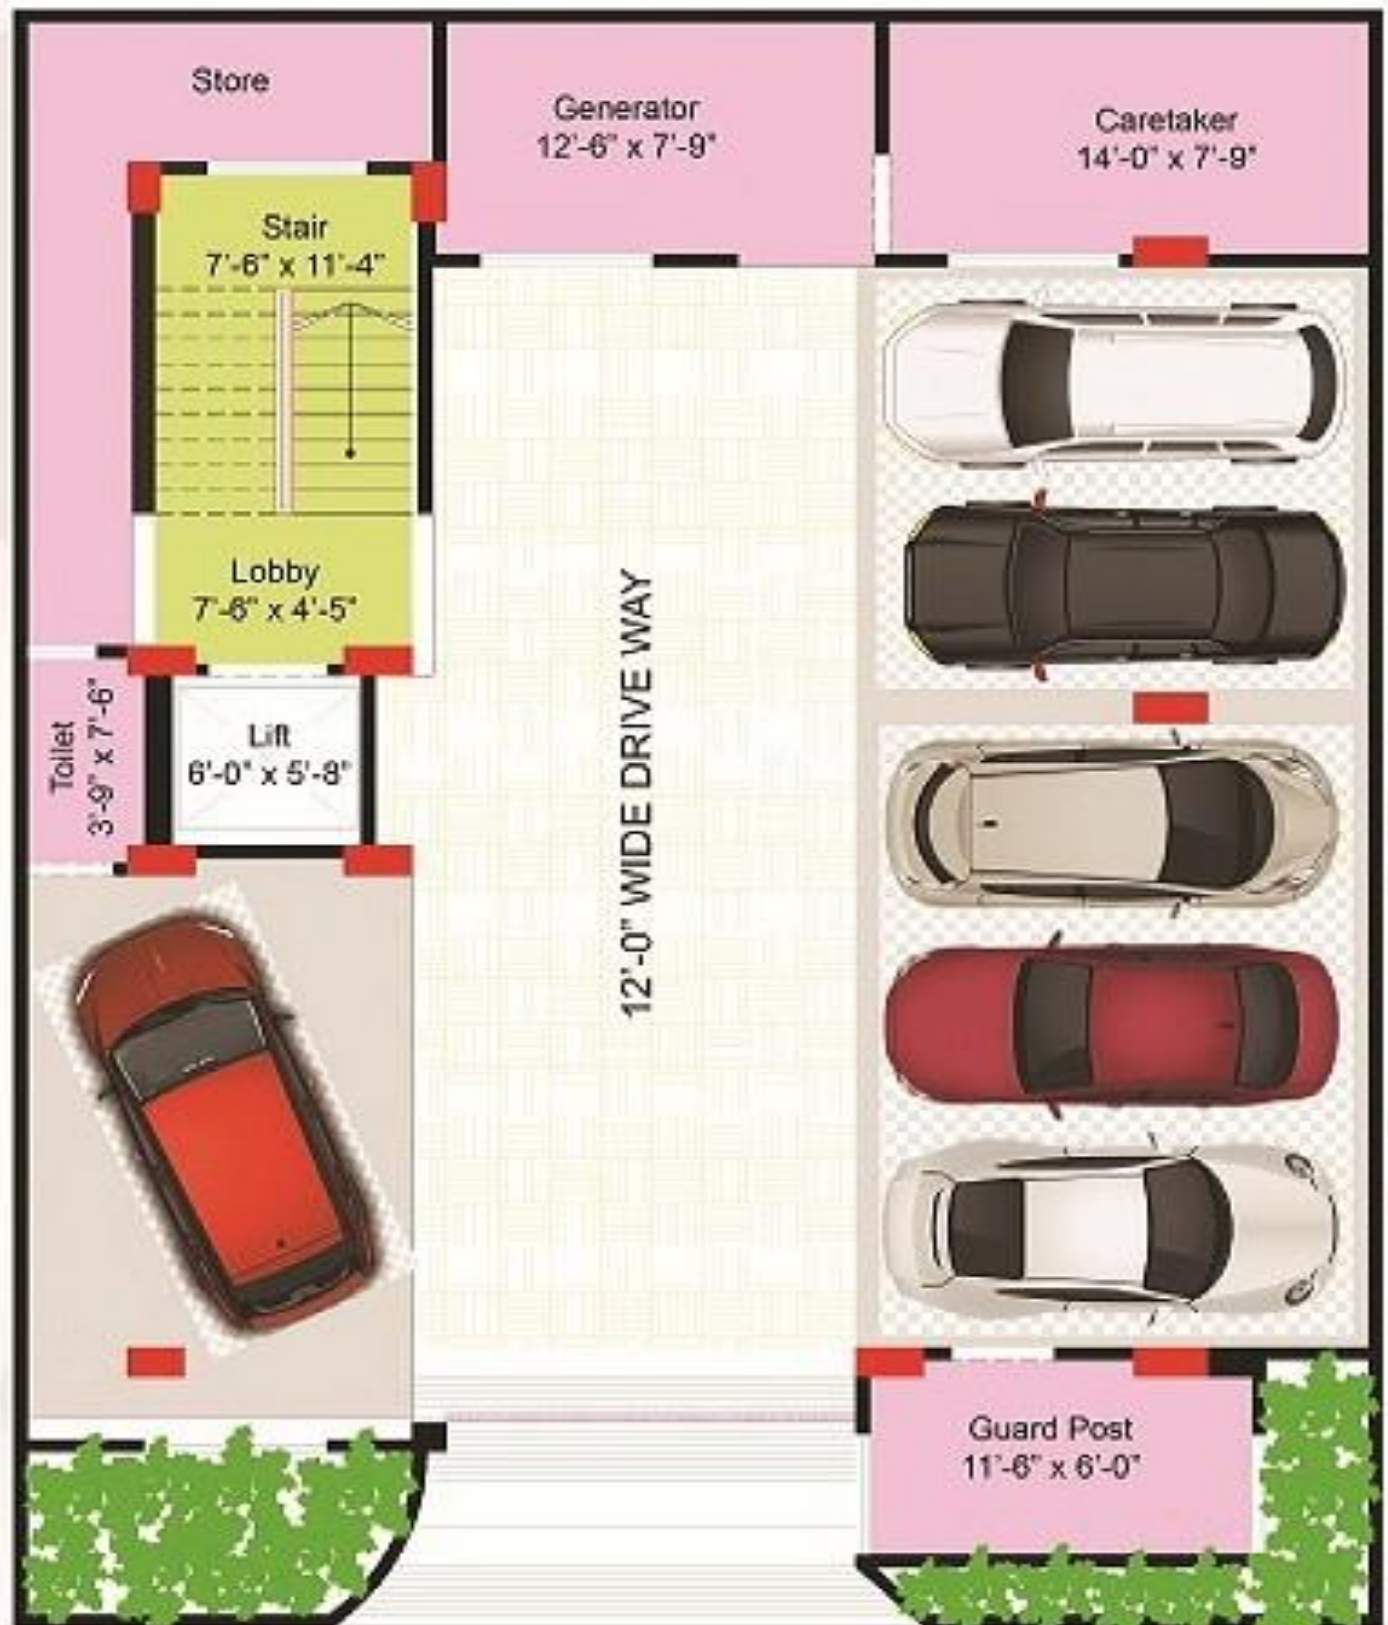 Store
Generator
12'-6" x 7'-9"
Caretaker
14'-0" x 7'-9"
Stair
7'-6" x 11'-4"
Lobby
7'-6" x 4'-5"
Toilet
3'-9" x 7'-6"
Lift
6'-0" x 5'-8"
12'-0" WIDE DRIVE WAY
Guard Post
11'-6" x 6'-0"